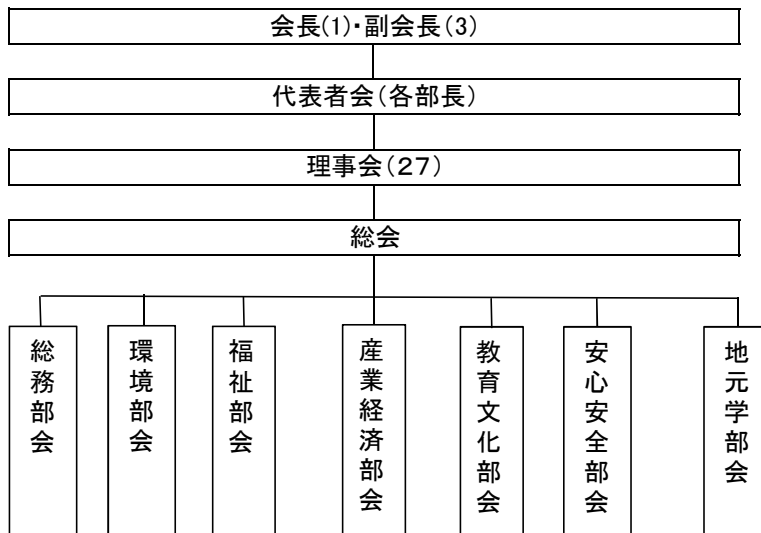 会長(1)・副会長(3)
代表者会(各部長)
理事会(２７)
総会
総務部会
環境部会
福祉部会
産業経済部会
教育文化部会
安心安全部会
地元学部会